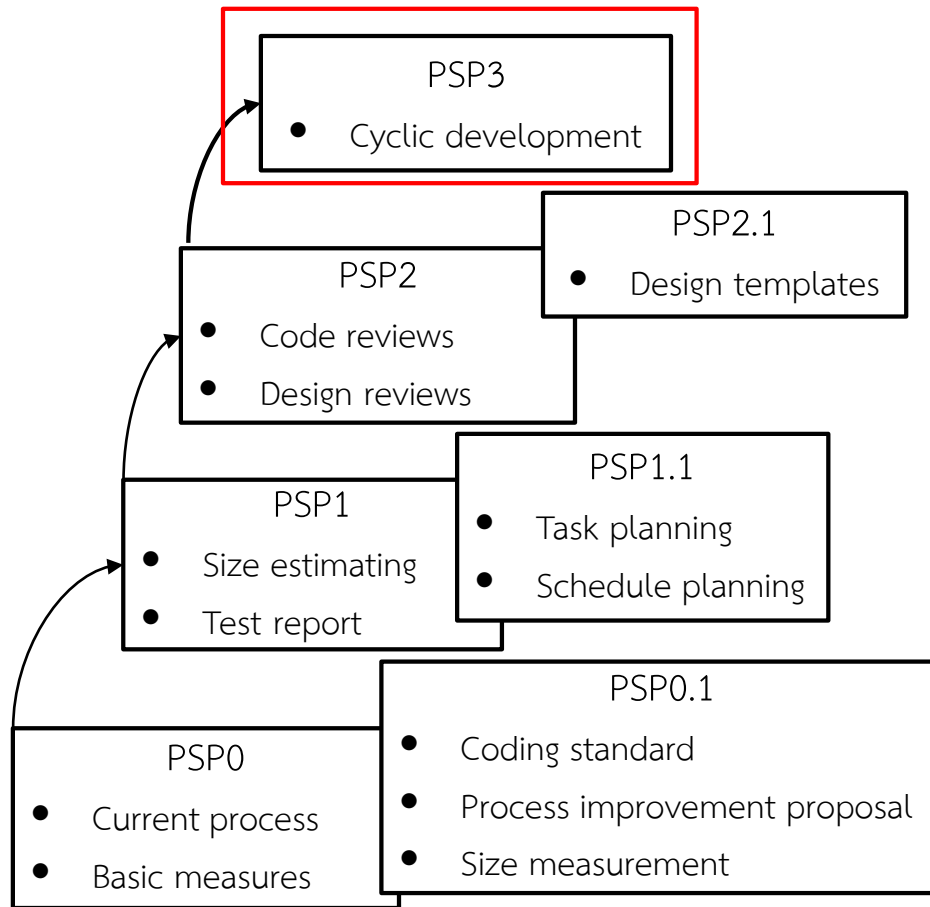 PSP3
● Cyclic development
PSP2.1
● Design templates
PSP2
● Code reviews
● Design reviews
PSP1.1
● Task planning
● Schedule planning
PSP1
● Size estimating
● Test report
PSP0.1
● Coding standard
● Process improvement proposal
● Size measurement
PSP0
● Current process
● Basic measures